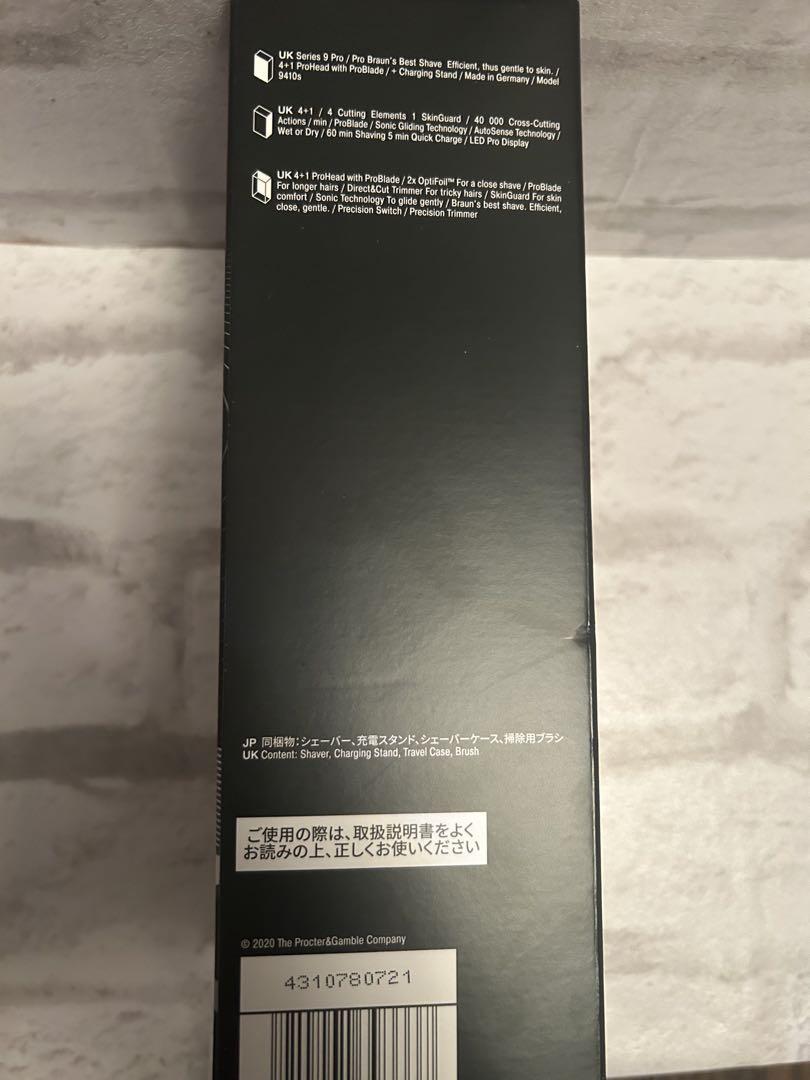 UK Series 9 Pro / Pro Braun's Best Shave Efficient, thus gentle to skin. /
4+1 ProHead with ProBlade / + Charging Stand / Made in Germany / Model
9410s
UK 4+1 / 4 Cutting Elements 1 SkinGuard / 40 000 Cross-Cutting
Actions / min / ProBlade / Sonic Gliding Technology / AutoSense Technology /
Wet or Dry / 60 min Shaving 5 min Quick Charge / LED Pro Display
UK 4+1 ProHead with ProBlade / 2x OptiFoil™ For a close shave / ProBlade
For longer hairs / Direct&Cut Trimmer For tricky hairs / SkinGuard For skin
comfort / Sonic Technology To glide gently / Braun's best shave. Efficient,
close, gentle. / Precision Switch / Precision Trimmer
JP 同梱物：シェーバー、充電スタンド、シェーバーケース、掃除用ブラシ
UK Content: Shaver, Charging Stand, Travel Case, Brush
ご使用の際は、取扱説明書をよく
お読みの上、正しくお使いください
© 2020 The Procter&Gamble Company
4310780721